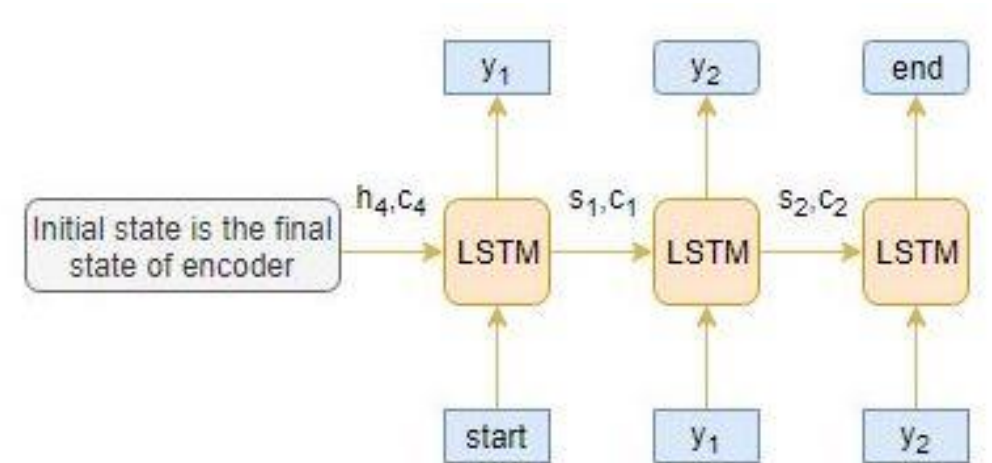 y₁ y₂ end
h₄,c₄ s₁,c₁ s₂,c₂
Initial state is the final
state of encoder
LSTM LSTM LSTM
start y₁ y₂